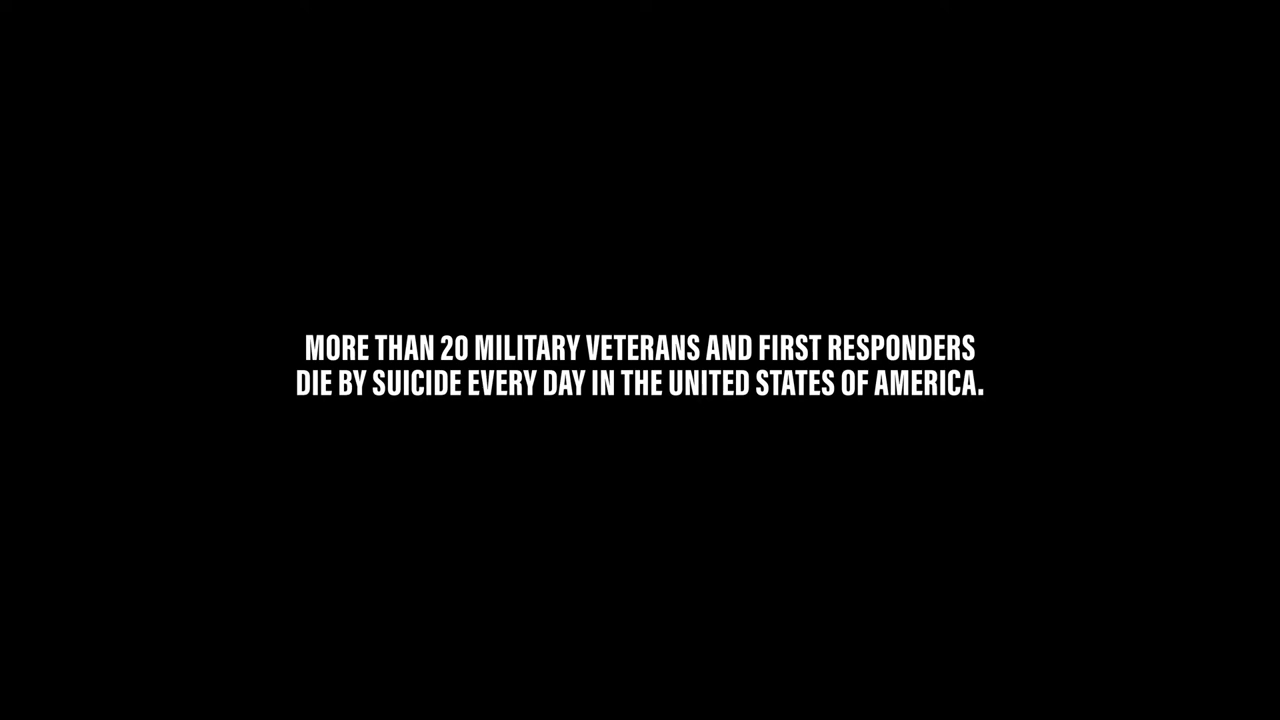 MORE THAN 20 MILITARY VETERANS AND FIRST RESPONDERS
DIE BY SUICIDE EVERY DAY IN THE UNITED STATES OF AMERICA.